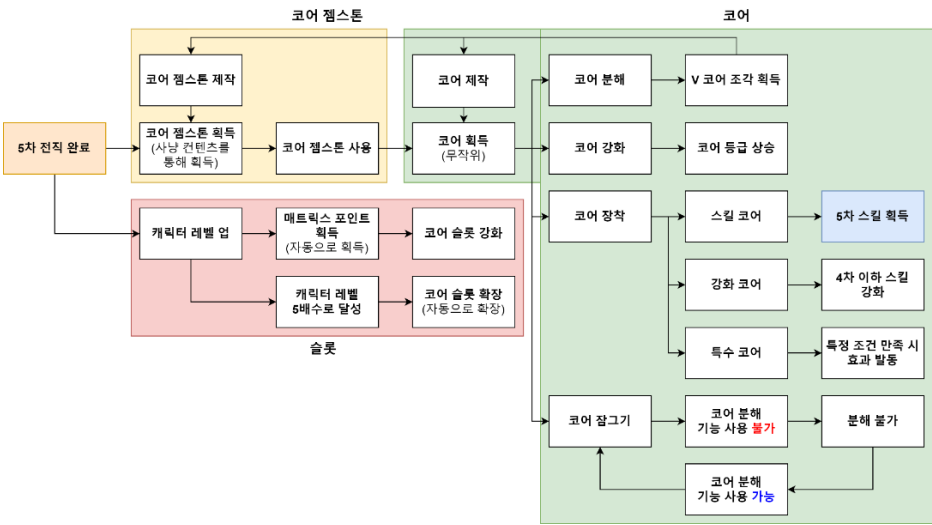 코어 젬스톤
코어
코어 젬스톤 제작
코어 제작
코어 분해
V 코어 조각 획득
5차 전직 완료
코어 젬스톤 획득
(사냥 컨텐츠를
통해 획득)
코어 젬스톤 사용
코어 획득
(무작위)
코어 강화
코어 등급 상승
캐릭터 레벨 업
매트릭스 포인트
획득
(자동으로 획득)
코어 슬롯 강화
코어 장착
스킬 코어
5차 스킬 획득
캐릭터 레벨
5배수로 달성
코어 슬롯 확장
(자동으로 확장)
강화 코어
4차 이하 스킬
강화
슬롯
특수 코어
특정 조건 만족 시
효과 발동
코어 잠그기
코어 분해
기능 사용 불가
분해 불가
코어 분해
기능 사용 가능